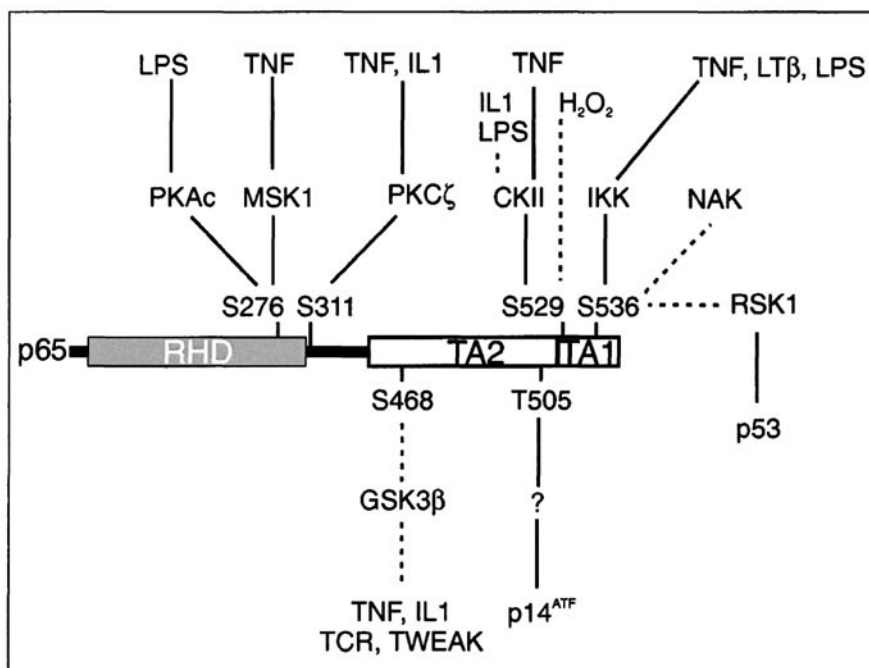 LPS TNF TNF, IL1 TNF TNF, LTβ, LPS
IL1 H₂O₂
LPS
PKAc MSK1 PKCζ CKII IKK NAK
S276 S311 S529 S536 RSK1
p65 RHD TA2 TA1
S468 T505
p53
GSK3β ?
TNF, IL1 p14ᴬᵀᶠ
TCR, TWEAK